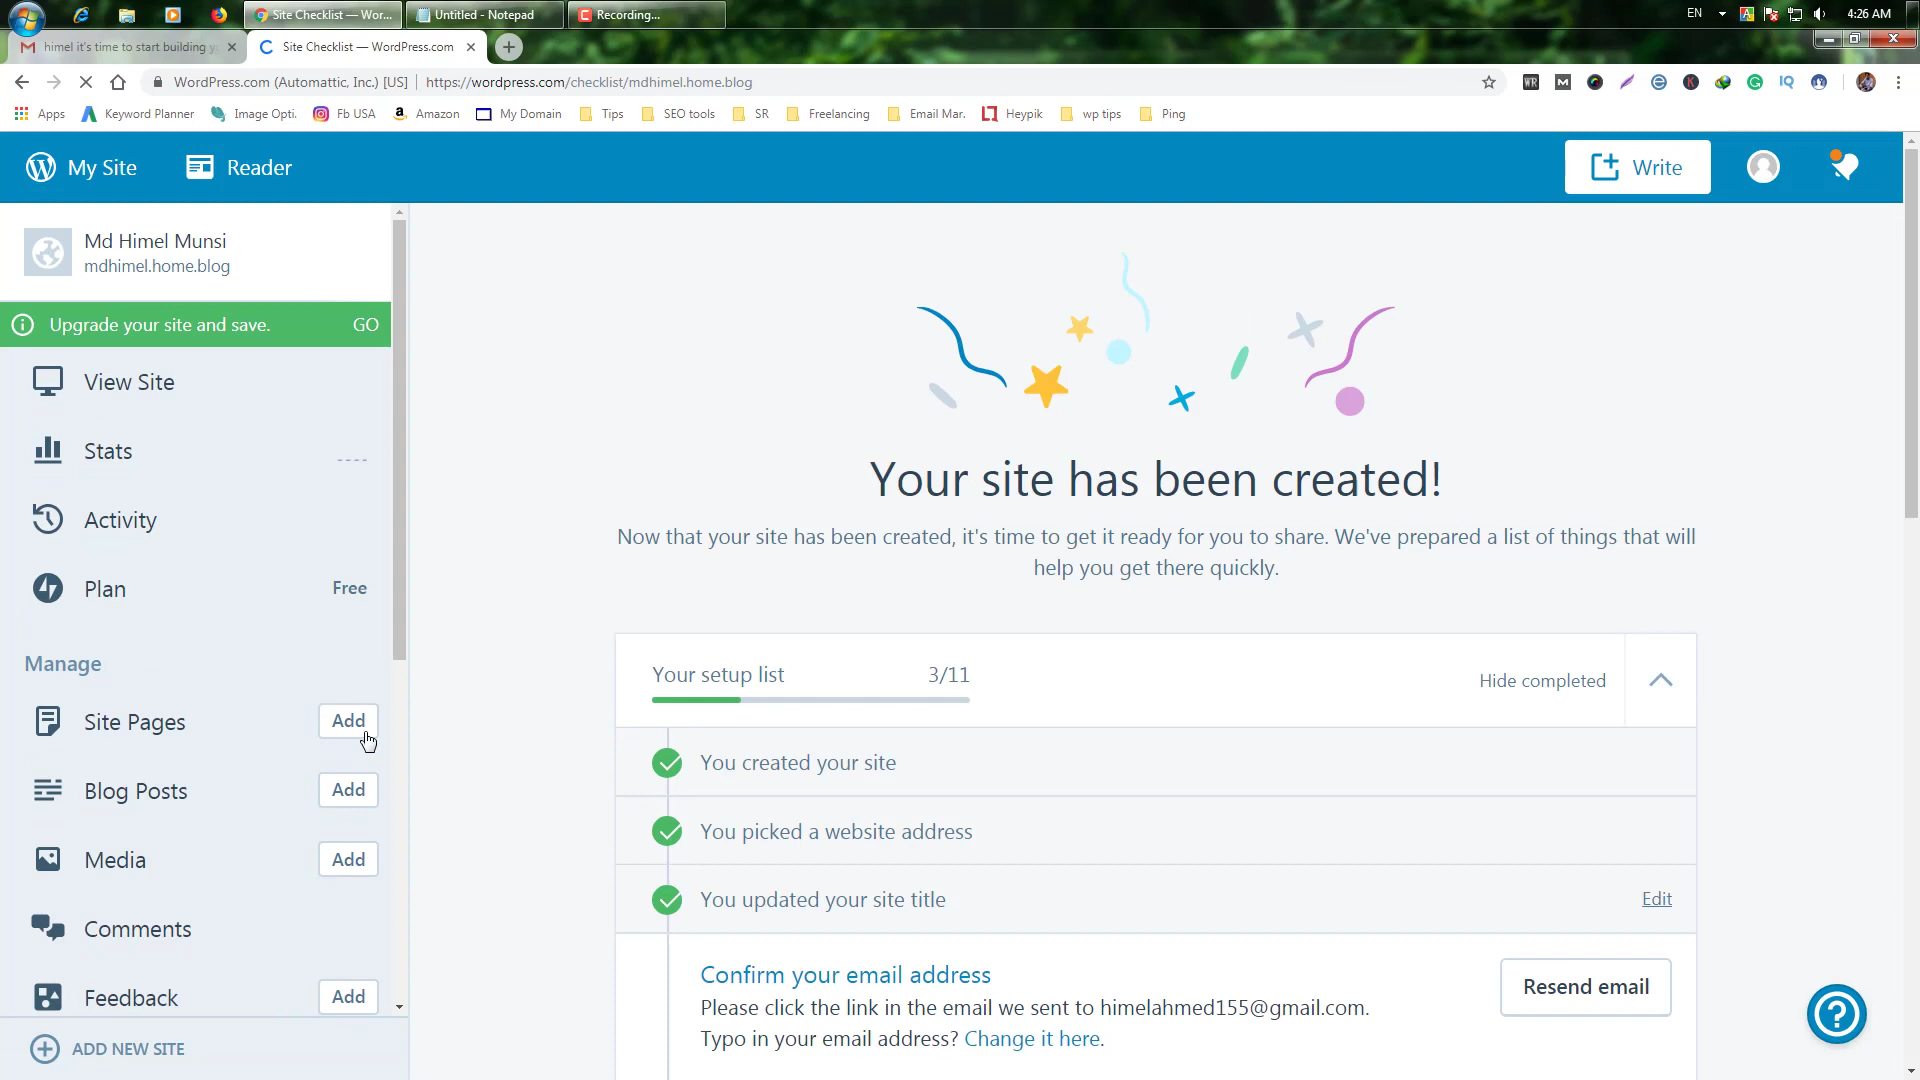 Site Checklist — Wor...
Untitled - Notepad
Recording...
EN
4:26 AM
himel it's time to start building y
Site Checklist — WordPress.com
WordPress.com (Automattic, Inc.) [US]
https://wordpress.com/checklist/mdhimel.home.blog
Apps
Keyword Planner
Image Opti.
Fb USA
Amazon
My Domain
Tips
SEO tools
SR
Freelancing
Email Mar.
Heypik
wp tips
Ping
My Site
Reader
Write
Md Himel Munsi
mdhimel.home.blog
Upgrade your site and save.
GO
View Site
Stats
Activity
Plan
Free
Manage
Site Pages
Add
Blog Posts
Add
Media
Add
Comments
Feedback
Add
ADD NEW SITE
Your site has been created!
Now that your site has been created, it's time to get it ready for you to share. We've prepared a list of things that will
help you get there quickly.
Your setup list
3/11
Hide completed
You created your site
You picked a website address
You updated your site title
Edit
Confirm your email address
Please click the link in the email we sent to himelahmed155@gmail.com.
Typo in your email address? Change it here.
Resend email